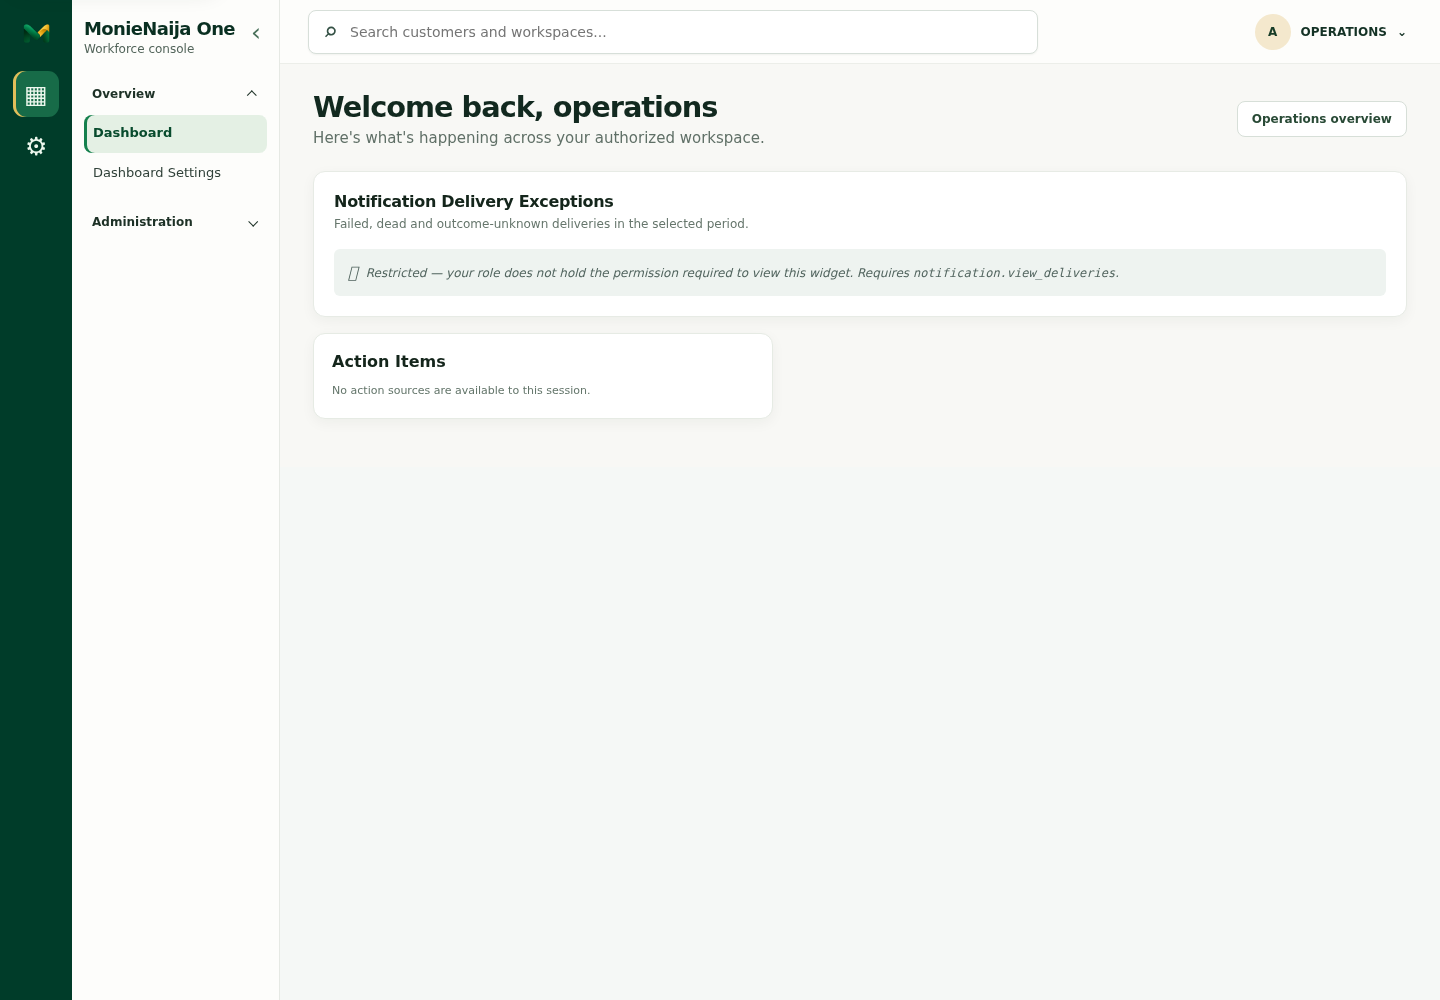 MonieNaija One
Workforce console
Overview
Dashboard
Dashboard Settings
Administration
Search customers and workspaces...
A OPERATIONS
Welcome back, operations
Here's what's happening across your authorized workspace.
Operations overview
Notification Delivery Exceptions
Failed, dead and outcome-unknown deliveries in the selected period.
Restricted — your role does not hold the permission required to view this widget. Requires notification.view_deliveries.
Action Items
No action sources are available to this session.